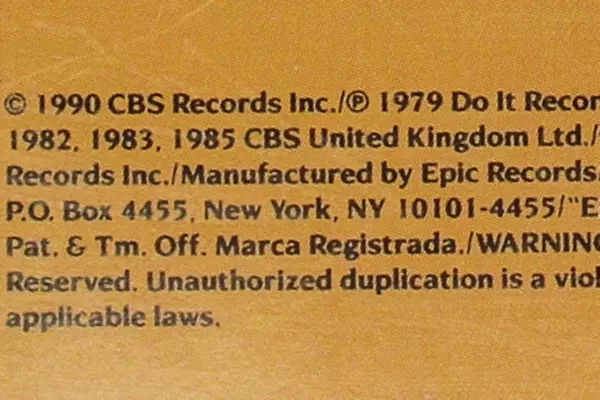 © 1990 CBS Records Inc./℗ 1979 Do It Recor
1982, 1983, 1985 CBS United Kingdom Ltd./
Records Inc./Manufactured by Epic Records
P.O. Box 4455, New York, NY 10101-4455/"E
Pat. & Tm. Off. Marca Registrada./WARNING
Reserved. Unauthorized duplication is a viol
applicable laws.